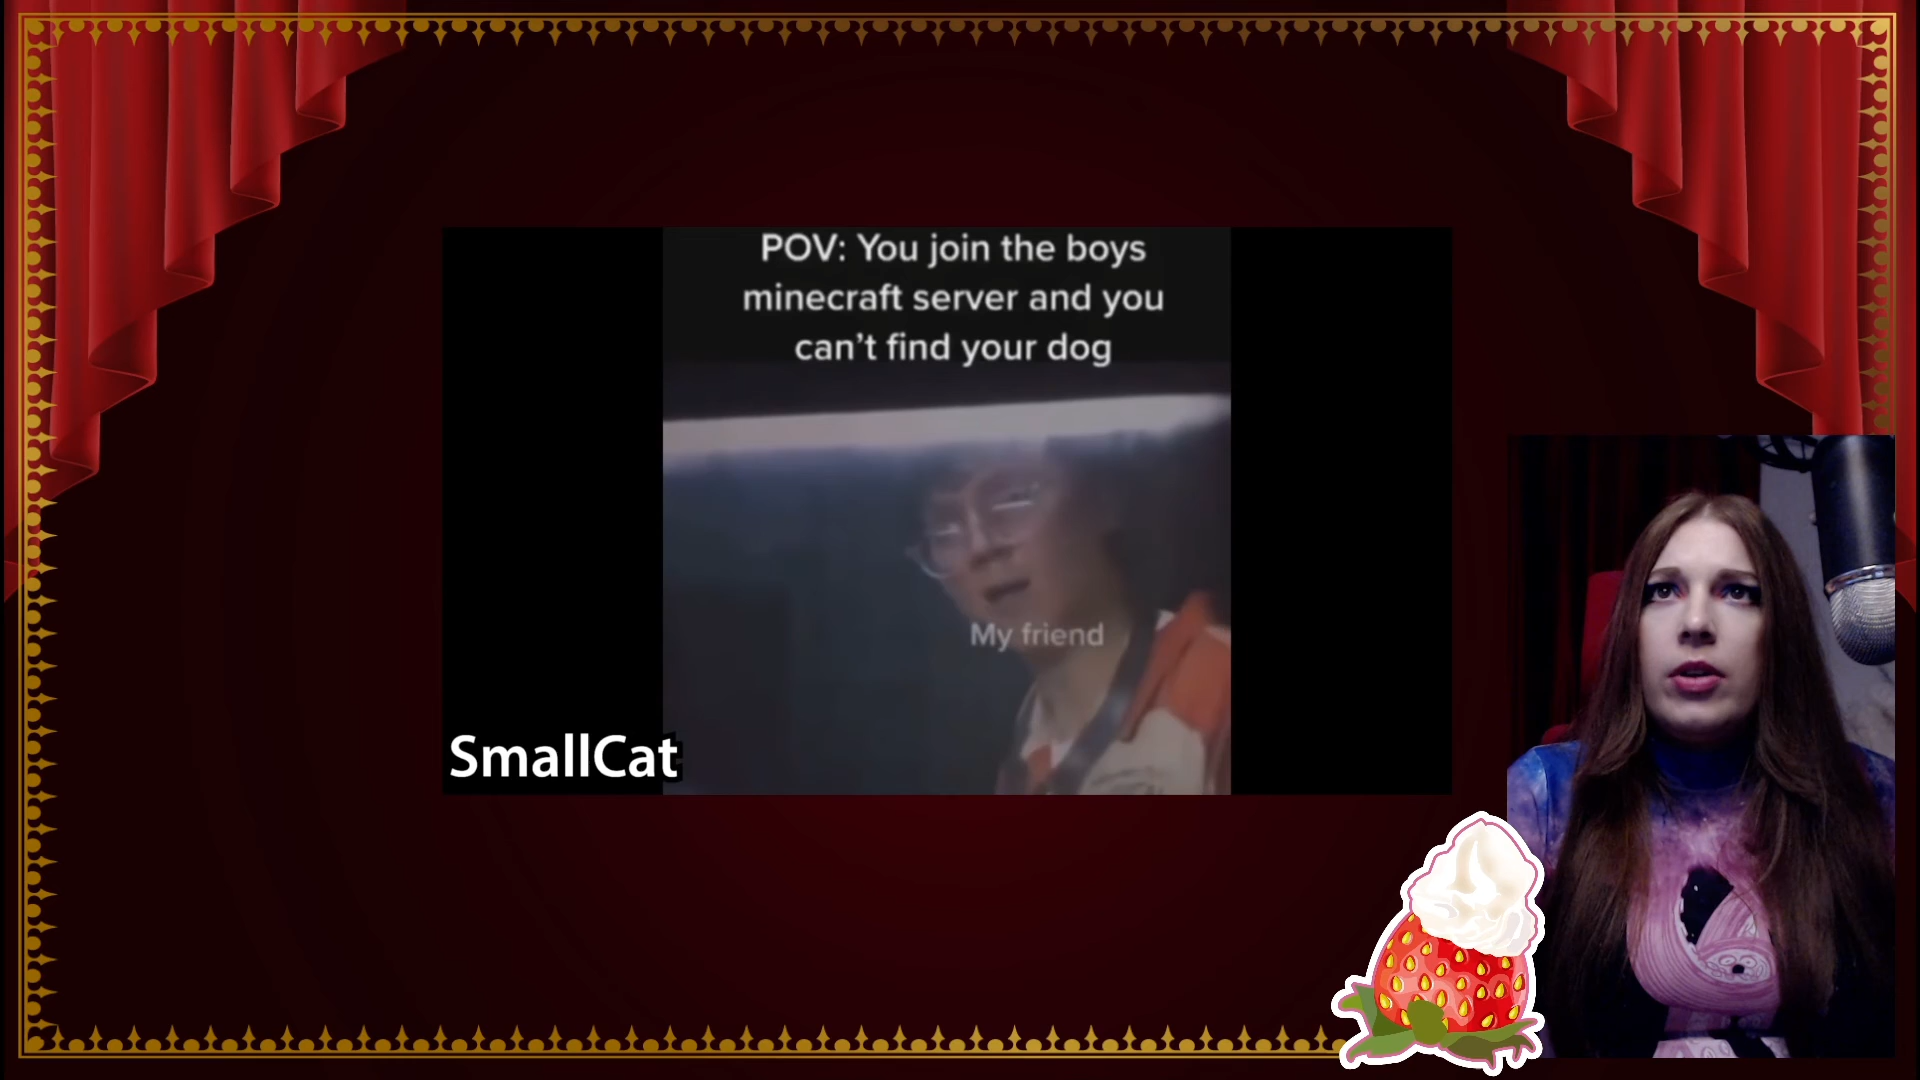 POV: You join the boys
minecraft server and you
can’t find your dog
My friend
SmallCat